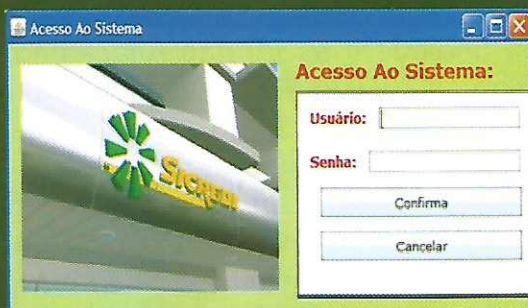 Acesso Ao Sistema
Acesso Ao Sistema:
Usuário:
SICREDI
Senha:
Confirma
Cancelar